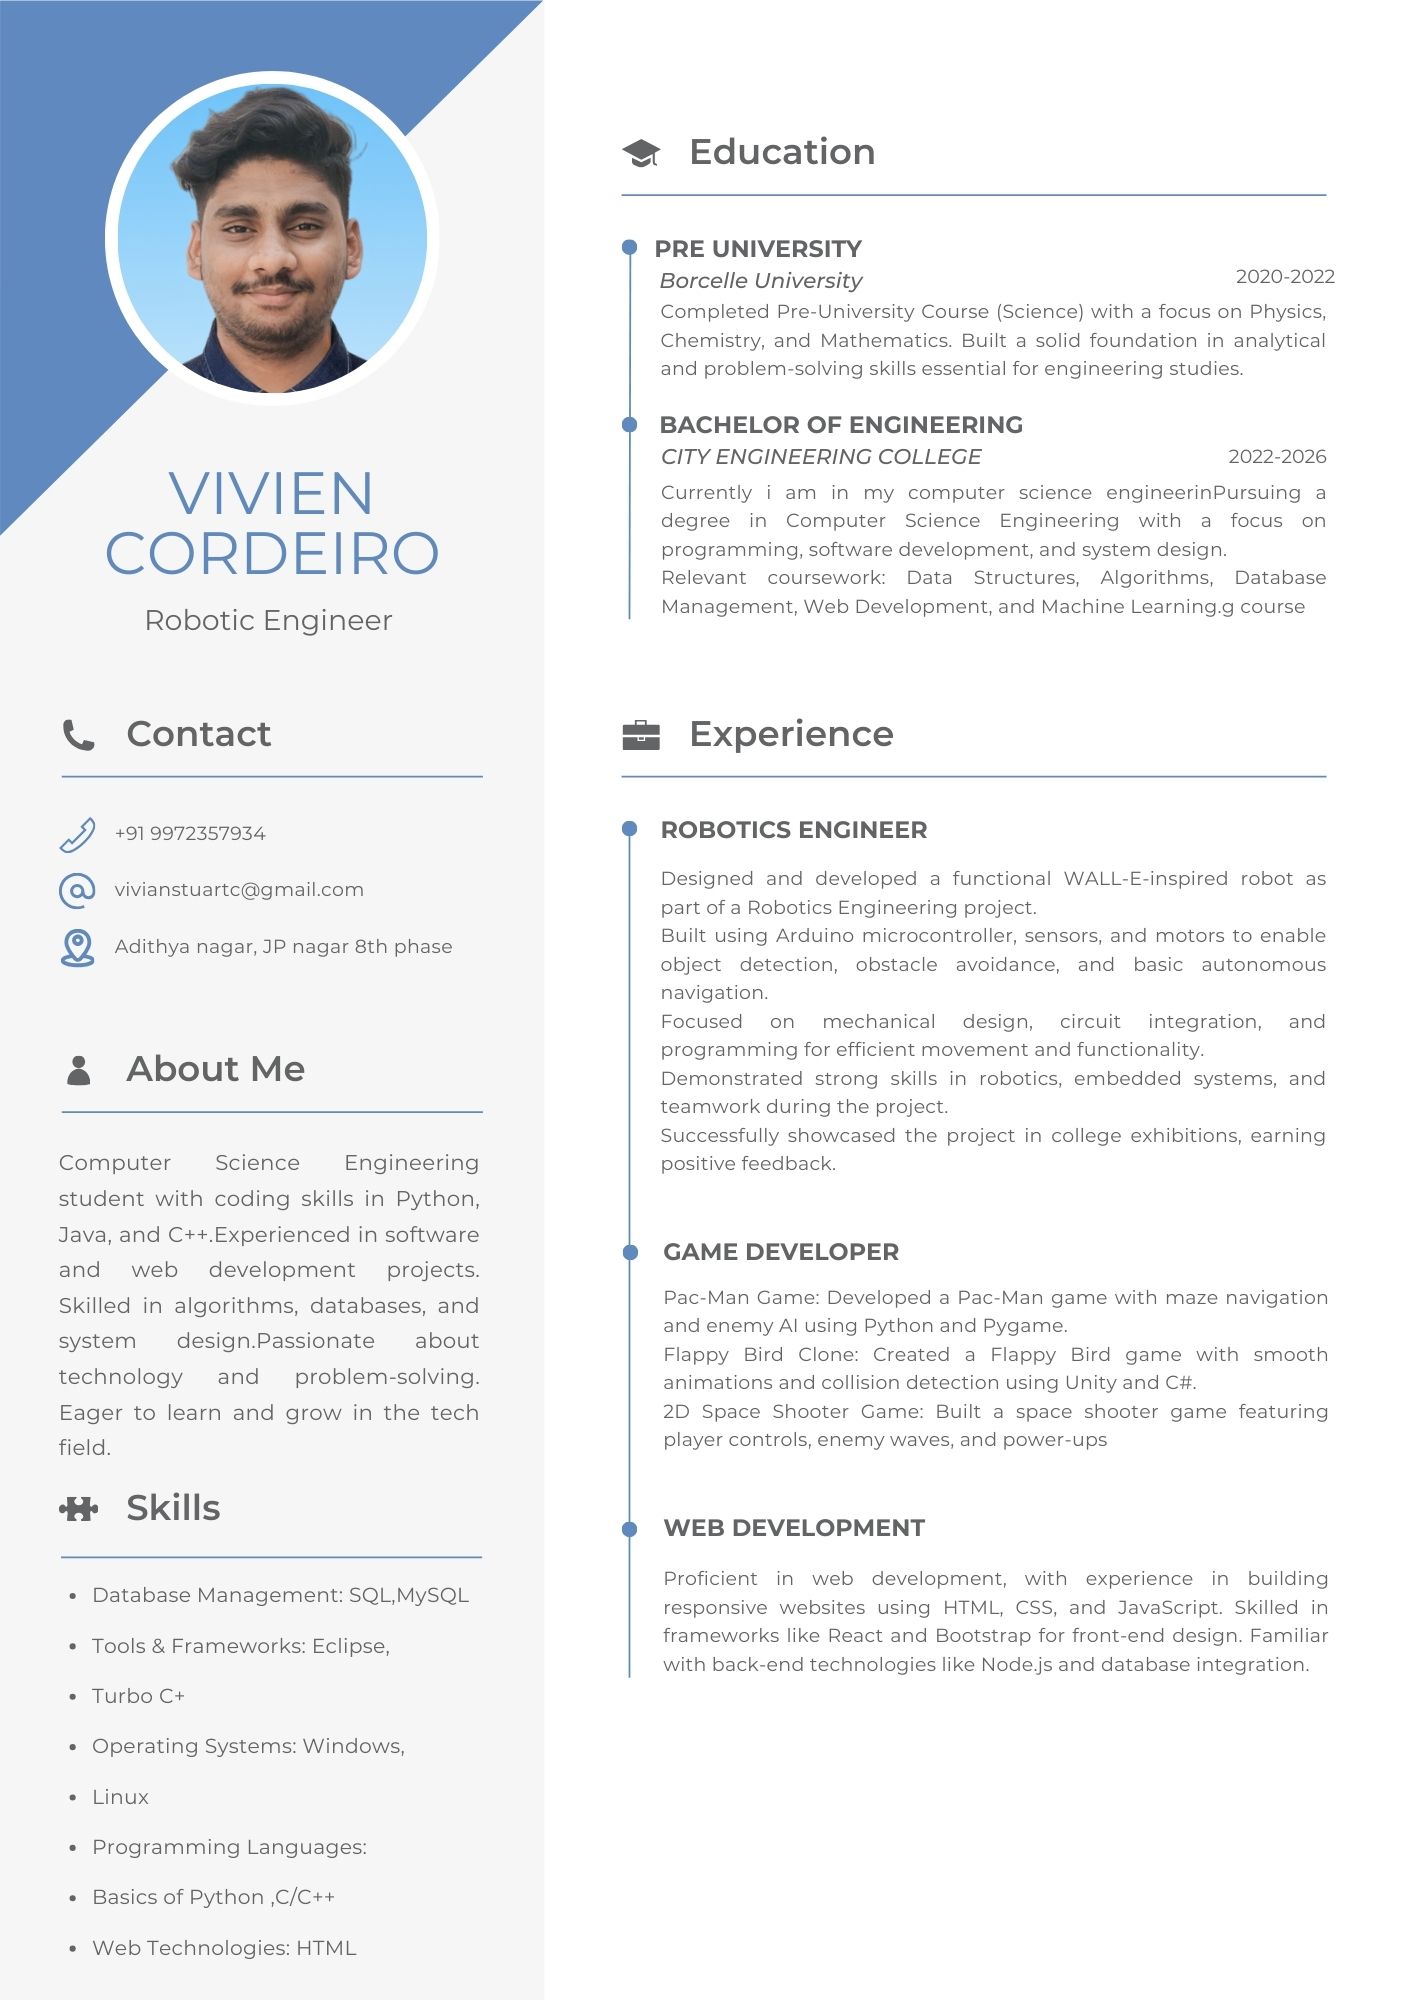 VIVIEN
CORDEIRO
Robotic Engineer
Contact
+91 9972357934
vivianstuartc@gmail.com
Adithya nagar, JP nagar 8th phase
About Me
Computer Science Engineering
student with coding skills in Python,
Java, and C++.Experienced in software
and web development projects.
Skilled in algorithms, databases, and
system design.Passionate about
technology and problem-solving.
Eager to learn and grow in the tech
field.
Skills
• Database Management: SQL,MySQL
• Tools & Frameworks: Eclipse,
• Turbo C+
• Operating Systems: Windows,
• Linux
• Programming Languages:
• Basics of Python ,C/C++
• Web Technologies: HTML
Education
PRE UNIVERSITY
Borcelle University 2020-2022
Completed Pre-University Course (Science) with a focus on Physics,
Chemistry, and Mathematics. Built a solid foundation in analytical
and problem-solving skills essential for engineering studies.
BACHELOR OF ENGINEERING
CITY ENGINEERING COLLEGE 2022-2026
Currently i am in my computer science engineerinPursuing a
degree in Computer Science Engineering with a focus on
programming, software development, and system design.
Relevant coursework: Data Structures, Algorithms, Database
Management, Web Development, and Machine Learning.g course
Experience
ROBOTICS ENGINEER
Designed and developed a functional WALL-E-inspired robot as
part of a Robotics Engineering project.
Built using Arduino microcontroller, sensors, and motors to enable
object detection, obstacle avoidance, and basic autonomous
navigation.
Focused on mechanical design, circuit integration, and
programming for efficient movement and functionality.
Demonstrated strong skills in robotics, embedded systems, and
teamwork during the project.
Successfully showcased the project in college exhibitions, earning
positive feedback.
GAME DEVELOPER
Pac-Man Game: Developed a Pac-Man game with maze navigation
and enemy AI using Python and Pygame.
Flappy Bird Clone: Created a Flappy Bird game with smooth
animations and collision detection using Unity and C#.
2D Space Shooter Game: Built a space shooter game featuring
player controls, enemy waves, and power-ups
WEB DEVELOPMENT
Proficient in web development, with experience in building
responsive websites using HTML, CSS, and JavaScript. Skilled in
frameworks like React and Bootstrap for front-end design. Familiar
with back-end technologies like Node.js and database integration.